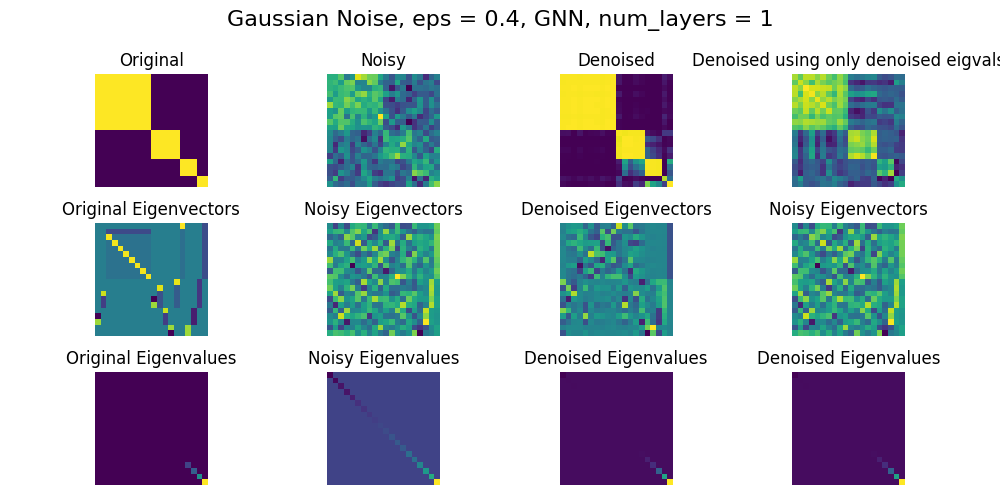 Gaussian Noise, eps = 0.4, GNN, num_layers = 1
Original
Noisy
Denoised
Denoised using only denoised eigvals
Original Eigenvectors
Noisy Eigenvectors
Denoised Eigenvectors
Noisy Eigenvectors
Original Eigenvalues
Noisy Eigenvalues
Denoised Eigenvalues
Denoised Eigenvalues